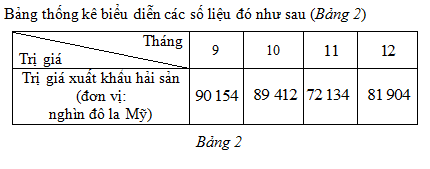 Bảng thống kê biểu diễn các số liệu đó như sau (Bảng 2)
Tháng
Trị giá
9 10 11 12
Trị giá xuất khẩu hải sản
(đơn vị:
nghìn đô la Mỹ)
90 154 89 412 72 134 81 904
Bảng 2